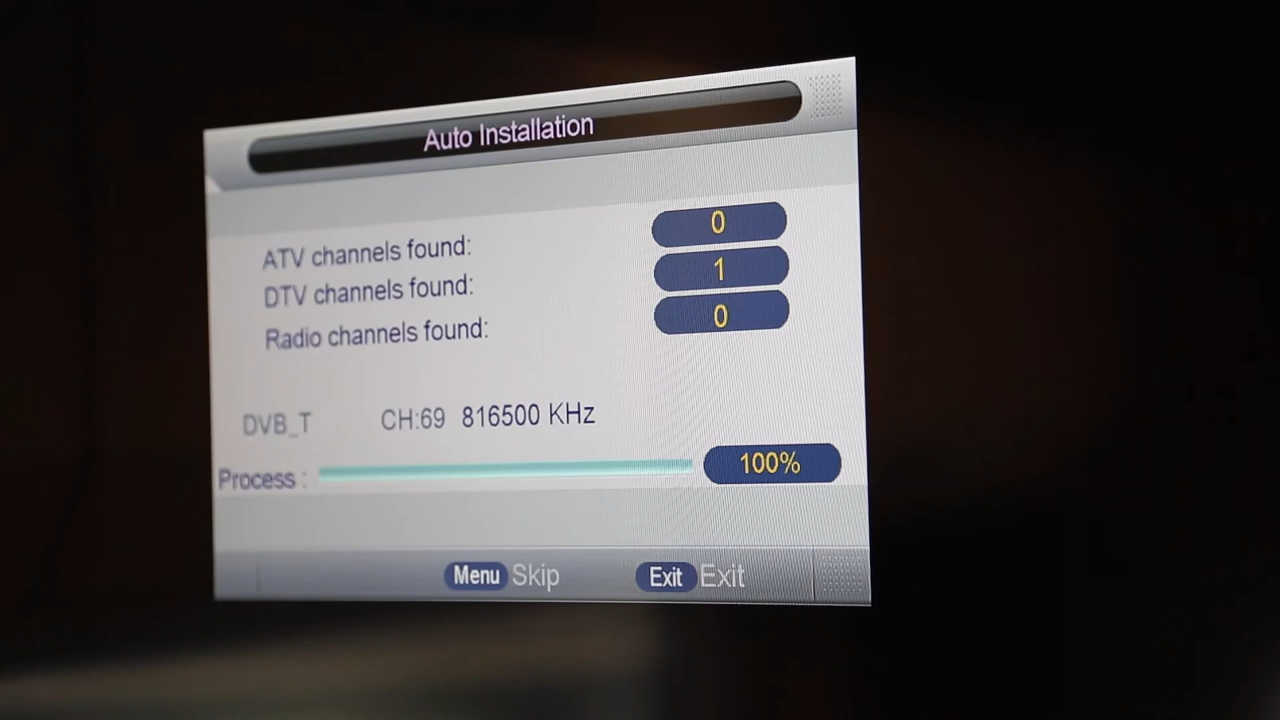 Auto Installation
ATV channels found: 0
DTV channels found: 1
Radio channels found: 0
DVB_T CH:69 816500 KHz
Process : 100%
Menu Skip Exit Exit